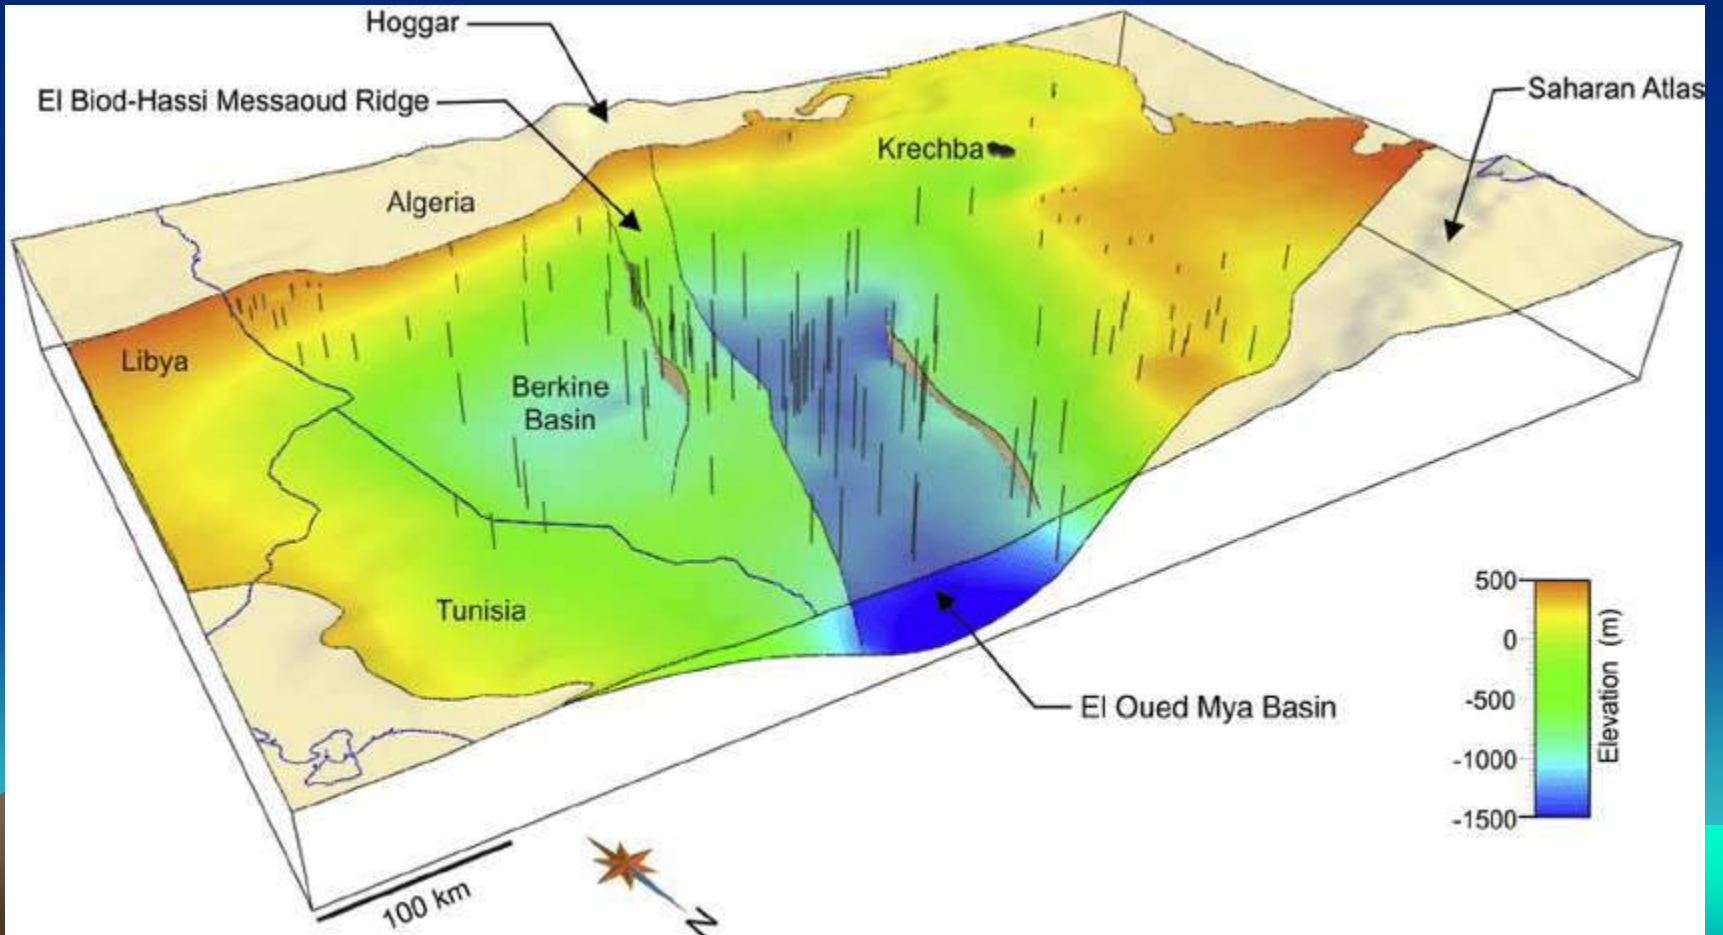 Hoggar
El Biod-Hassi Messaoud Ridge
Saharan Atlas
Krechba
Algeria
Libya
Berkine
Basin
Tunisia
El Oued Mya Basin
500
0
-500
-1000
-1500
Elevation (m)
100 km
N